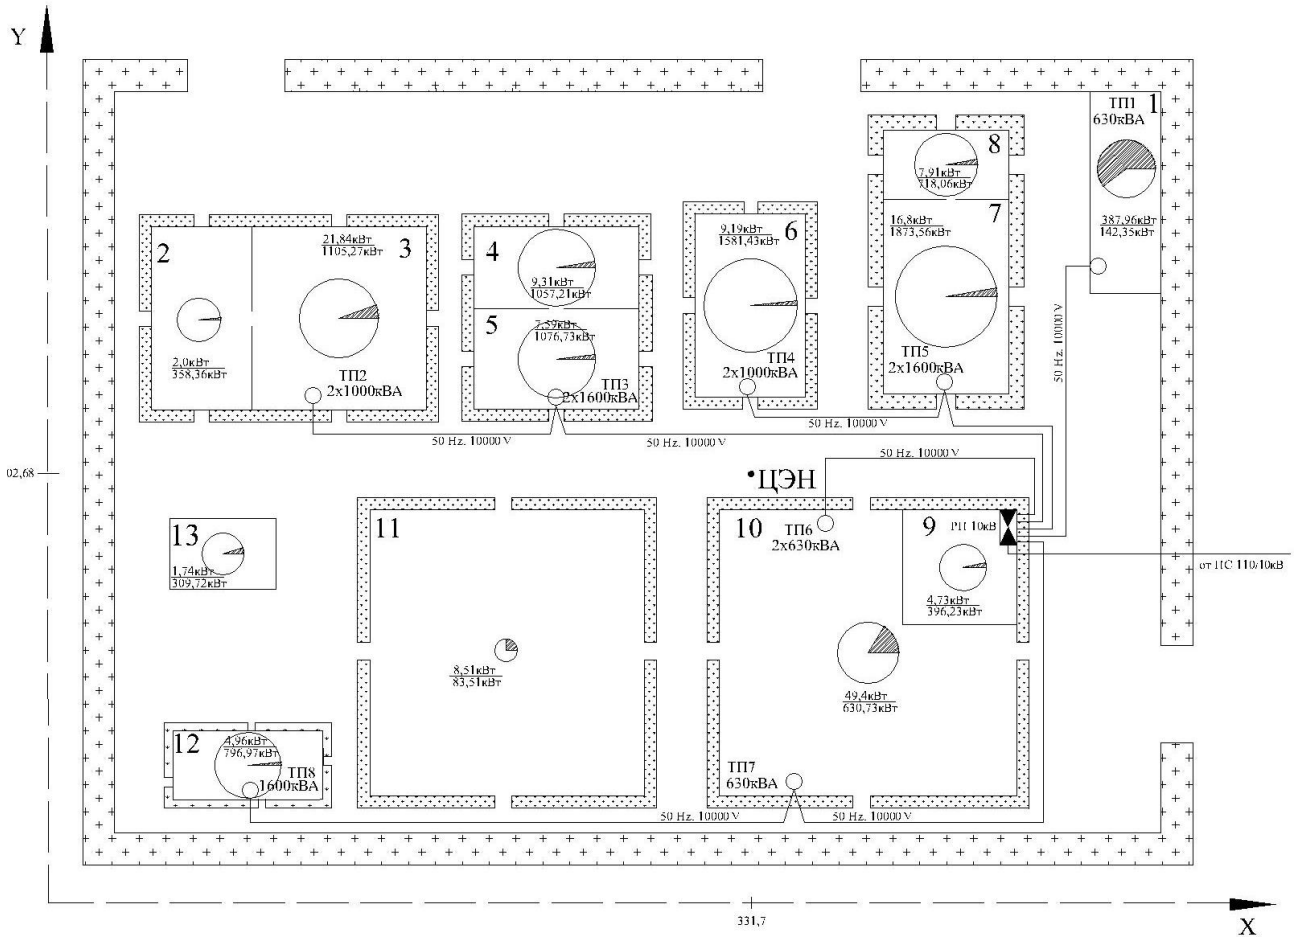 Y
ТП1 1
630кВА
387,96кВт
142,35кВт
8
7,91кВт
718,06кВт
7
16,8кВт
1873,56кВт
ТП5
2х1600кВА
6
9,19кВт
1581,43кВт
ТП4
2х1000кВА
2
2,0кВт
358,36кВт
3
21,84кВт
1105,27кВт
ТП2
2х1000кВА
4
9,31кВт
1057,21кВт
5
7,59кВт
1076,73кВт
ТП3
2х1600кВА
50 Hz. 10000 V
50 Hz. 10000 V
50 Hz. 10000 V
50 Hz. 10000 V
50 Hz. 10000 V
02,68
ЦЭН
13
1,74кВт
309,72кВт
11
8,51кВт
83,51кВт
10
ТП6
2х630кВА
9
РП 10кВ
4,73кВт
396,23кВт
от ПС 110/10кВ
49,4кВт
630,73кВт
12
4,96кВт
796,97кВт
ТП8
1600кВА
ТП7
630кВА
50 Hz. 10000 V
50 Hz. 10000 V
331,7
X